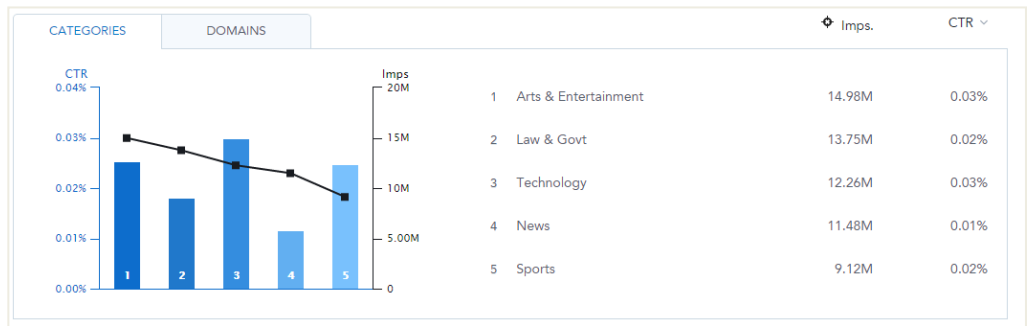 CATEGORIES DOMAINS Imps. CTR
CTR Imps
0.04% 20M
0.03% 15M
0.02% 10M
0.01% 5.00M
0.00% 0
1 2 3 4 5
1 Arts & Entertainment 14.98M 0.03%
2 Law & Govt 13.75M 0.02%
3 Technology 12.26M 0.03%
4 News 11.48M 0.01%
5 Sports 9.12M 0.02%